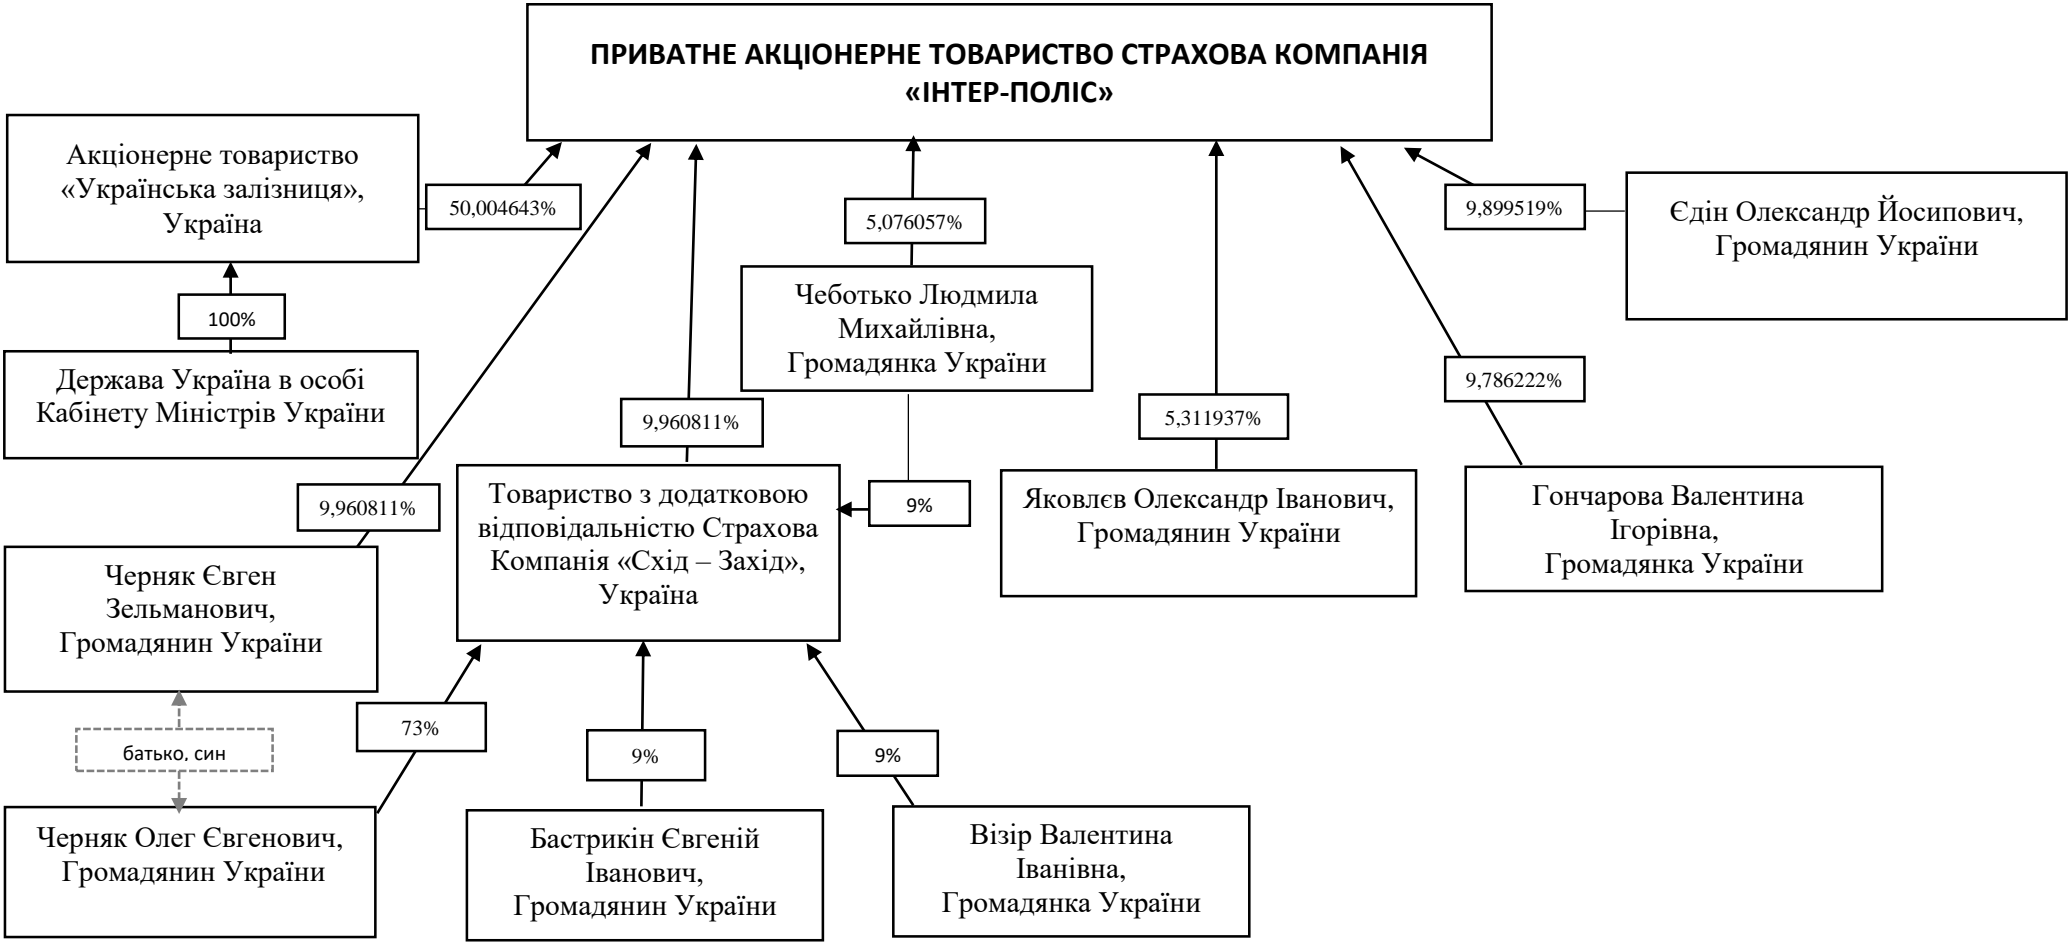 ПРИВАТНЕ АКЦІОНЕРНЕ ТОВАРИСТВО СТРАХОВА КОМПАНІЯ
«ІНТЕР-ПОЛІС»
Акціонерне товариство
«Українська залізниця»,
Україна
50,004643%
100%
Держава Україна в особі
Кабінету Міністрів України
5,076057%
Чеботько Людмила
Михайлівна,
Громадянка України
9,899519%
Єдін Олександр Йосипович,
Громадянин України
9,786222%
9,960811%
5,311937%
9,960811%
Товариство з додатковою
відповідальністю Страхова
Компанія «Схід – Захід»,
Україна
9%
Яковлєв Олександр Іванович,
Громадянин України
Гончарова Валентина
Ігорівна,
Громадянка України
Черняк Євген
Зельманович,
Громадянин України
батько, син
73%
9%
9%
Черняк Олег Євгенович,
Громадянин України
Бастрикін Євгеній
Іванович,
Громадянин України
Візір Валентина
Іванівна,
Громадянка України